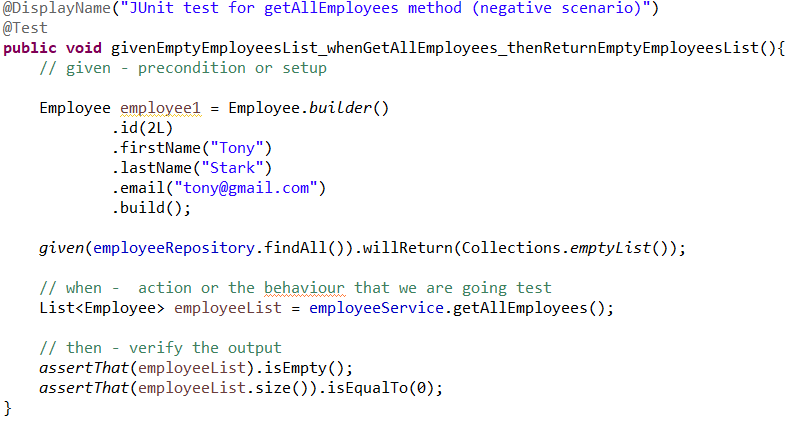 @DisplayName("JUnit test for getAllEmployees method (negative scenario)")
@Test
public void givenEmptyEmployeesList_whenGetAllEmployees_thenReturnEmptyEmployeesList(){
    // given - precondition or setup

    Employee employee1 = Employee.builder()
            .id(2L)
            .firstName("Tony")
            .lastName("Stark")
            .email("tony@gmail.com")
            .build();

    given(employeeRepository.findAll()).willReturn(Collections.emptyList());

    // when -  action or the behaviour that we are going test
    List<Employee> employeeList = employeeService.getAllEmployees();

    // then - verify the output
    assertThat(employeeList).isEmpty();
    assertThat(employeeList.size()).isEqualTo(0);
}